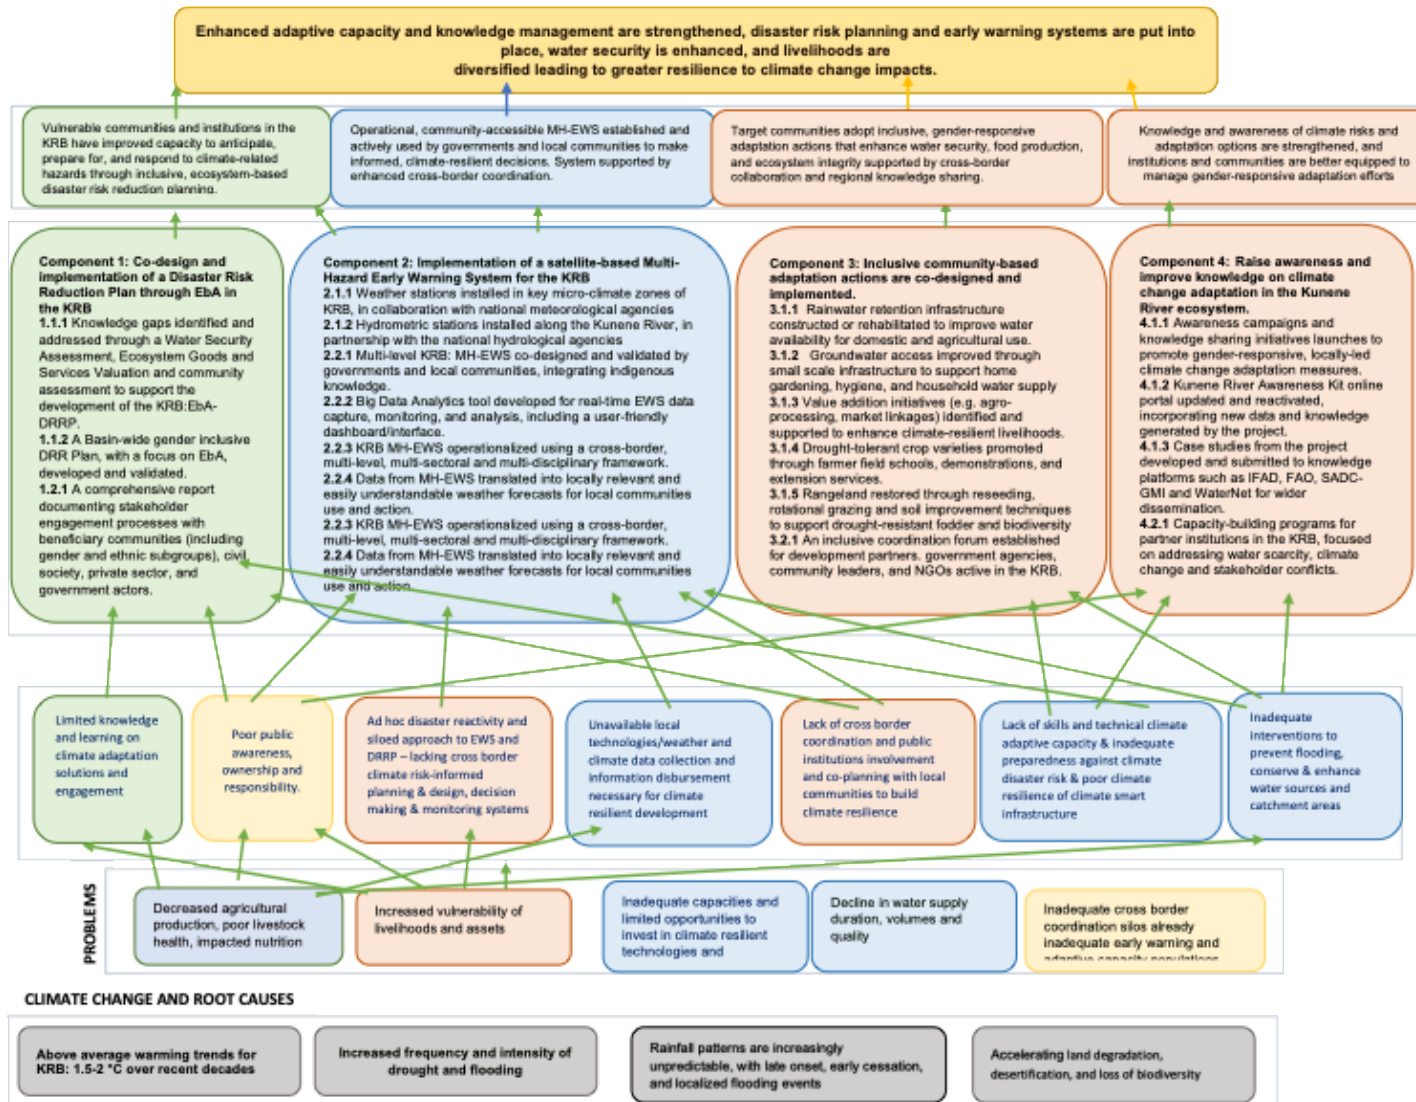 Enhanced adaptive capacity and knowledge management are strengthened, disaster risk planning and early warning systems are put into
place, water security is enhanced, and livelihoods are
diversified leading to greater resilience to climate change impacts.
Vulnerable communities and institutions in the
KRB have improved capacity to anticipate,
prepare for, and respond to climate-related
hazards through inclusive, ecosystem-based
disaster risk reduction planning.
Operational, community-accessible MH-EWS established and
actively used by governments and local communities to make
informed, climate-resilient decisions. System supported by
enhanced cross-border coordination.
Target communities adopt inclusive, gender-responsive
adaptation actions that enhance water security, food production,
and ecosystem integrity supported by cross-border
collaboration and regional knowledge sharing.
Knowledge and awareness of climate risks and
adaptation options are strengthened, and
institutions and communities are better equipped to
manage gender-responsive adaptation efforts
Component 1: Co-design and
implementation of a Disaster Risk
Reduction Plan through EbA in
the KRB
1.1.1 Knowledge gaps identified and
addressed through a Water Security
Assessment, Ecosystem Goods and
Services Valuation and community
assessment to support the
development of the KRB:EbA-
DRRP.
1.1.2 A Basin-wide gender inclusive
DRR Plan, with a focus on EbA,
developed and validated.
1.2.1 A comprehensive report
documenting stakeholder
engagement processes with
beneficiary communities (including
gender and ethnic subgroups), civil
society, private sector, and
government actors.
Component 2: Implementation of a satellite-based Multi-
Hazard Early Warning System for the KRB
2.1.1 Weather stations installed in key micro-climate zones of
KRB, in collaboration with national meteorological agencies
2.1.2 Hydrometric stations installed along the Kunene River, in
partnership with the national hydrological agencies
2.2.1 Multi-level KRB: MH-EWS co-designed and validated by
governments and local communities, integrating indigenous
knowledge.
2.2.2 Big Data Analytics tool developed for real-time EWS data
capture, monitoring, and analysis, including a user-friendly
dashboard/interface.
2.2.3 KRB MH-EWS operationalized using a cross-border,
multi-level, multi-sectoral and multi-disciplinary framework.
2.2.4 Data from MH-EWS translated into locally relevant and
easily understandable weather forecasts for local communities
use and action.
2.2.3 KRB MH-EWS operationalized using a cross-border,
multi-level, multi-sectoral and multi-disciplinary framework.
2.2.4 Data from MH-EWS translated into locally relevant and
easily understandable weather forecasts for local communities
use and action.
Component 3: Inclusive community-based
adaptation actions are co-designed and
implemented.
3.1.1 Rainwater retention infrastructure
constructed or rehabilitated to improve water
availability for domestic and agricultural use.
3.1.2 Groundwater access improved through
small scale infrastructure to support home
gardening, hygiene, and household water supply
3.1.3 Value addition initiatives (e.g. agro-
processing, market linkages) identified and
supported to enhance climate-resilient livelihoods.
3.1.4 Drought-tolerant crop varieties promoted
through farmer field schools, demonstrations, and
extension services.
3.1.5 Rangeland restored through reseeding,
rotational grazing and soil improvement techniques
to support drought-resistant fodder and biodiversity
3.2.1 An inclusive coordination forum established
for development partners. government agencies,
community leaders, and NGOs active in the KRB.
Component 4: Raise awareness and
improve knowledge on climate
change adaptation in the Kunene
River ecosystem.
4.1.1 Awareness campaigns and
knowledge sharing initiatives launches to
promote gender-responsive, locally-led
climate change adaptation measures.
4.1.2 Kunene River Awareness Kit online
portal updated and reactivated,
incorporating new data and knowledge
generated by the project.
4.1.3 Case studies from the project
developed and submitted to knowledge
platforms such as IFAD, FAO, SADC-
GMI and WaterNet for wider
dissemination.
4.2.1 Capacity-building programs for
partner institutions in the KRB, focused
on addressing water scarcity, climate
change and stakeholder conflicts.
Limited knowledge
and learning on
climate adaptation
solutions and
engagement
Poor public
awareness,
ownership and
responsibility.
Ad hoc disaster reactivity and
siloed approach to EWS and
DRRP – lacking cross border
climate risk-informed
planning & design, decision
making & monitoring systems
Unavailable local
technologies/weather and
climate data collection and
information disbursement
necessary for climate
resilient development
Lack of cross border
coordination and public
institutions involvement
and co-planning with local
communities to build
climate resilience
Lack of skills and technical climate
adaptive capacity & inadequate
preparedness against climate
disaster risk & poor climate
resilience of climate smart
infrastructure
Inadequate
interventions to
prevent flooding,
conserve & enhance
water sources and
catchment areas
PROBLEMS
Decreased agricultural
production, poor livestock
health, impacted nutrition
Increased vulnerability of
livelihoods and assets
Inadequate capacities and
limited opportunities to
invest in climate resilient
technologies and
Decline in water supply
duration, volumes and
quality
Inadequate cross border
coordination silos already
inadequate early warning and
adaptive capacity populations
CLIMATE CHANGE AND ROOT CAUSES
Above average warming trends for
KRB: 1.5-2 °C over recent decades
Increased frequency and intensity of
drought and flooding
Rainfall patterns are increasingly
unpredictable, with late onset, early cessation,
and localized flooding events
Accelerating land degradation,
desertification, and loss of biodiversity